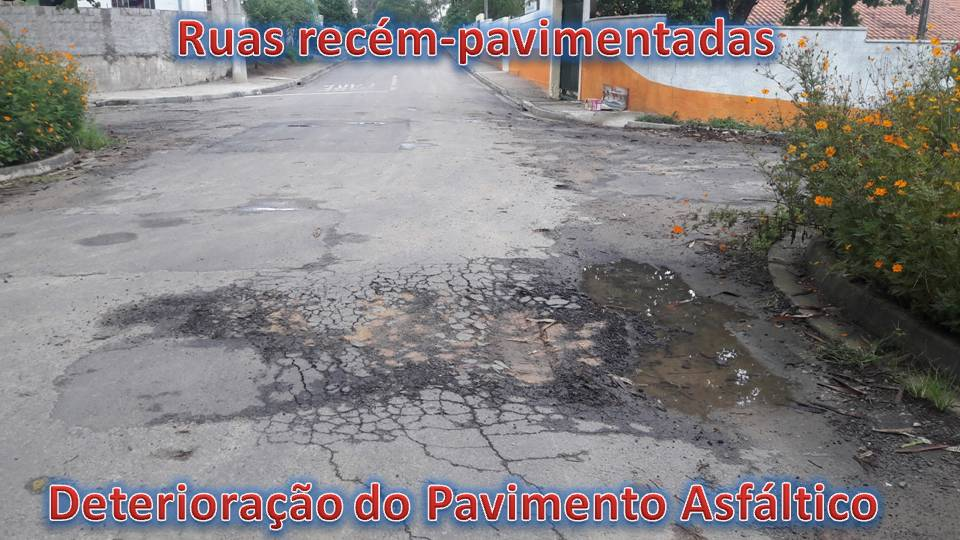 Ruas recém-pavimentadas
Deterioração do Pavimento Asfáltico